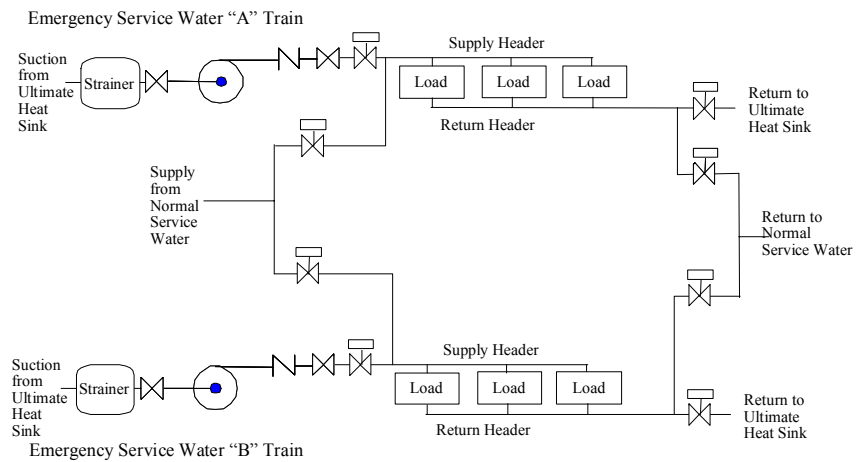 Emergency Service Water “A” Train
Suction
from
Ultimate
Heat
Sink
Strainer
Supply Header
Load
Load
Load
Return Header
Return to
Ultimate
Heat Sink
Supply
from
Normal
Service
Water
Return to
Normal
Service Water
Suction
from
Ultimate
Heat
Sink
Strainer
Supply Header
Load
Load
Load
Return Header
Return to
Ultimate
Heat Sink
Emergency Service Water “B” Train